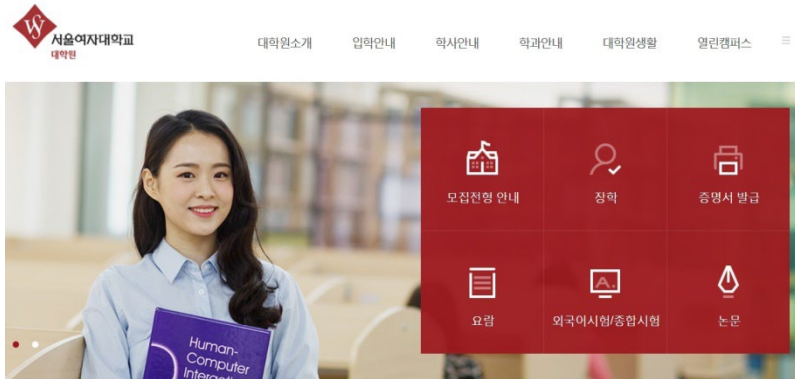 서울여자대학교
대학원
대학원소개
입학안내
학사안내
학과안내
대학원생활
열린캠퍼스
모집전형 안내
장학
증명서 발급
요람
외국어시험/종합시험
논문
Human-
Computer